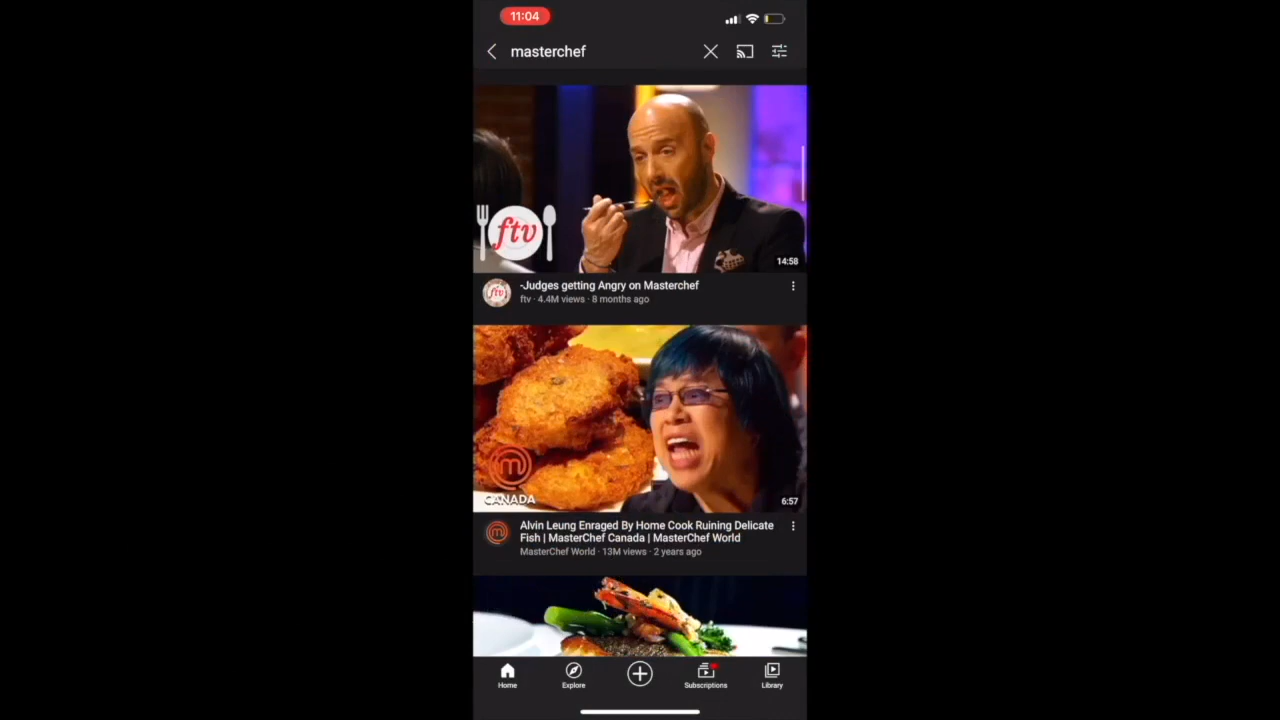 11:04
masterchef
ftv
14:58
-Judges getting Angry on Masterchef
ftv
ftv · 4.4M views · 8 months ago
m
CANADA
6:57
Alvin Leung Enraged By Home Cook Ruining Delicate
Fish | MasterChef Canada | MasterChef World
MasterChef World · 13M views · 2 years ago
Home
Explore
Subscriptions
Library